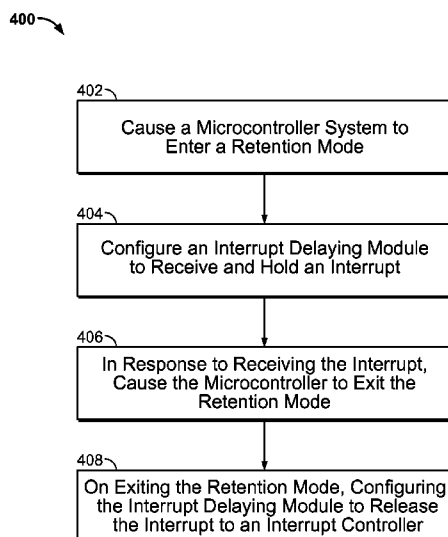 400
402
Cause a Microcontroller System to
Enter a Retention Mode
404
Configure an Interrupt Delaying Module
to Receive and Hold an Interrupt
406
In Response to Receiving the Interrupt,
Cause the Microcontroller to Exit the
Retention Mode
408
On Exiting the Retention Mode, Configuring
the Interrupt Delaying Module to Release
the Interrupt to an Interrupt Controller